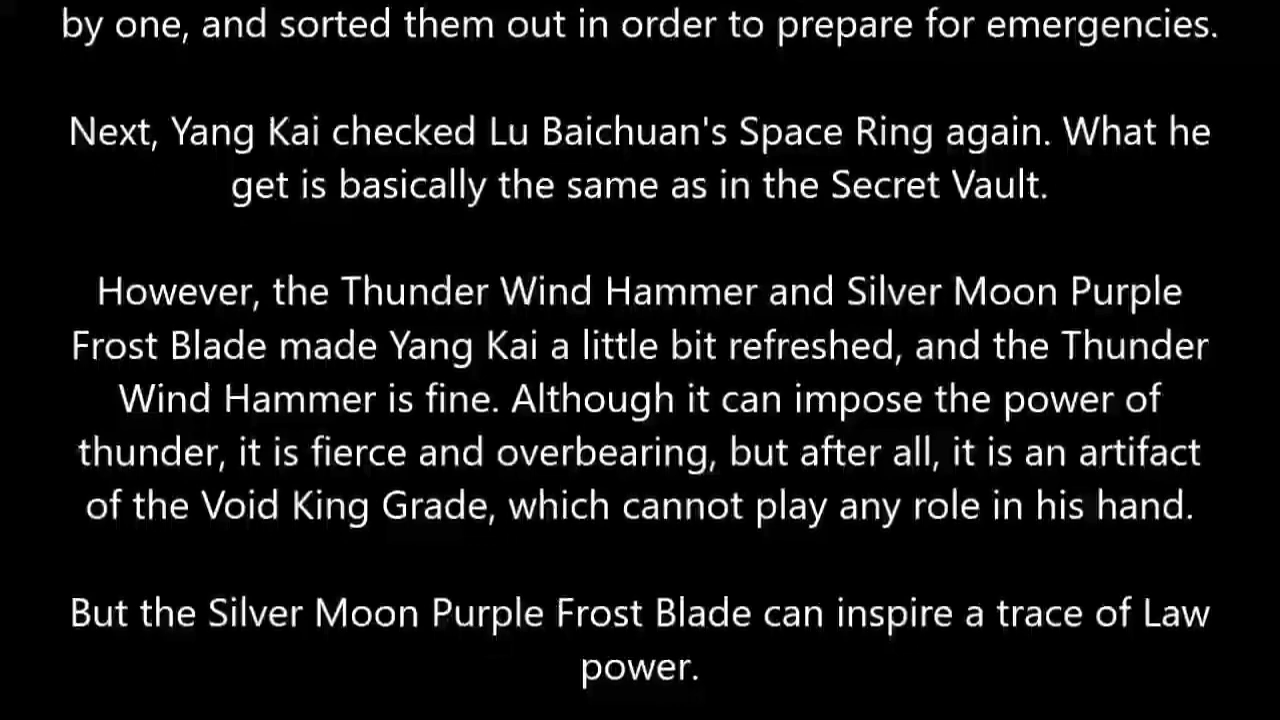 by one, and sorted them out in order to prepare for emergencies.
Next, Yang Kai checked Lu Baichuan's Space Ring again. What he
get is basically the same as in the Secret Vault.
However, the Thunder Wind Hammer and Silver Moon Purple
Frost Blade made Yang Kai a little bit refreshed, and the Thunder
Wind Hammer is fine. Although it can impose the power of
thunder, it is fierce and overbearing, but after all, it is an artifact
of the Void King Grade, which cannot play any role in his hand.
But the Silver Moon Purple Frost Blade can inspire a trace of Law
power.